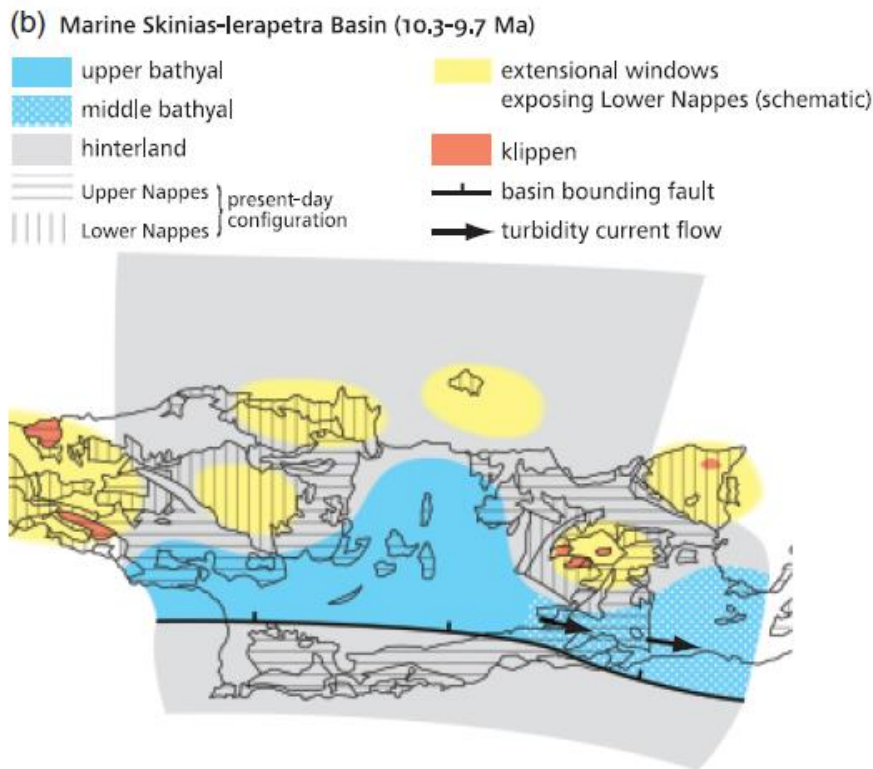 (b) Marine Skinias-Ierapetra Basin (10.3-9.7 Ma)
upper bathyal
middle bathyal
hinterland
Upper Nappes
Lower Nappes
present-day
configuration
extensional windows
exposing Lower Nappes (schematic)
klippen
basin bounding fault
turbidity current flow